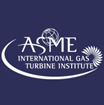 ASME
INTERNATIONAL GAS
TURBINE INSTITUTE